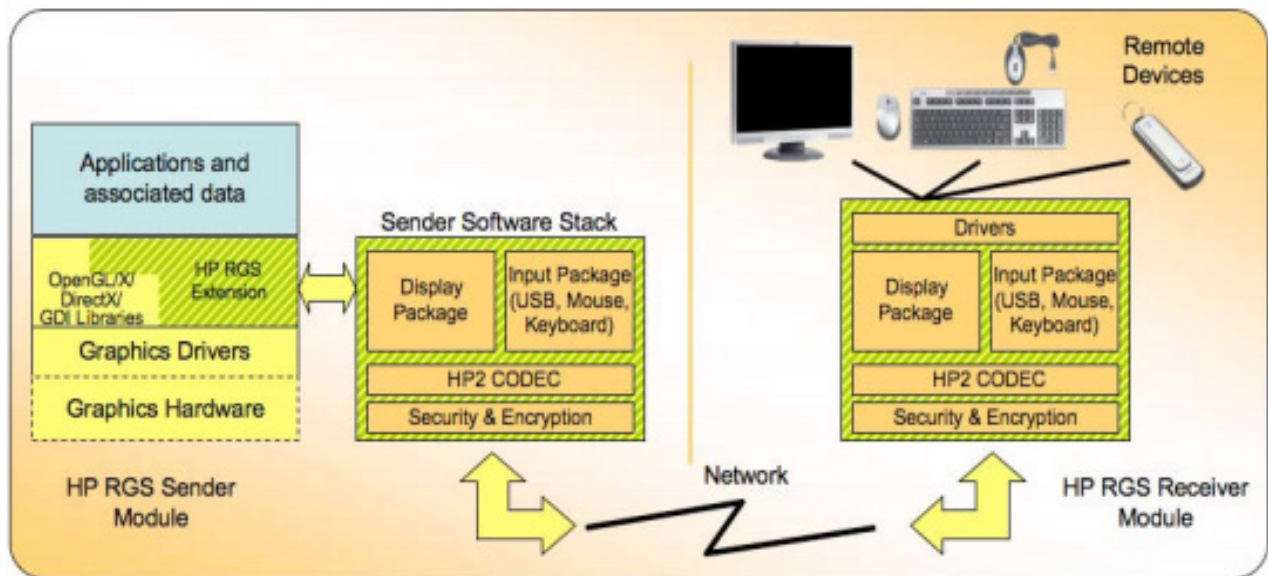 Remote
Devices
Applications and
associated data
Sender Software Stack
OpenGL/X/
DirectX/
GDI Libraries
HP RGS
Extension
Graphics Drivers
Graphics Hardware
Display
Package
Input Package
(USB, Mouse,
Keyboard)
HP2 CODEC
Security & Encryption
Drivers
Display
Package
Input Package
(USB, Mouse,
Keyboard)
HP2 CODEC
Security & Encryption
HP RGS Sender
Module
Network
HP RGS Receiver
Module